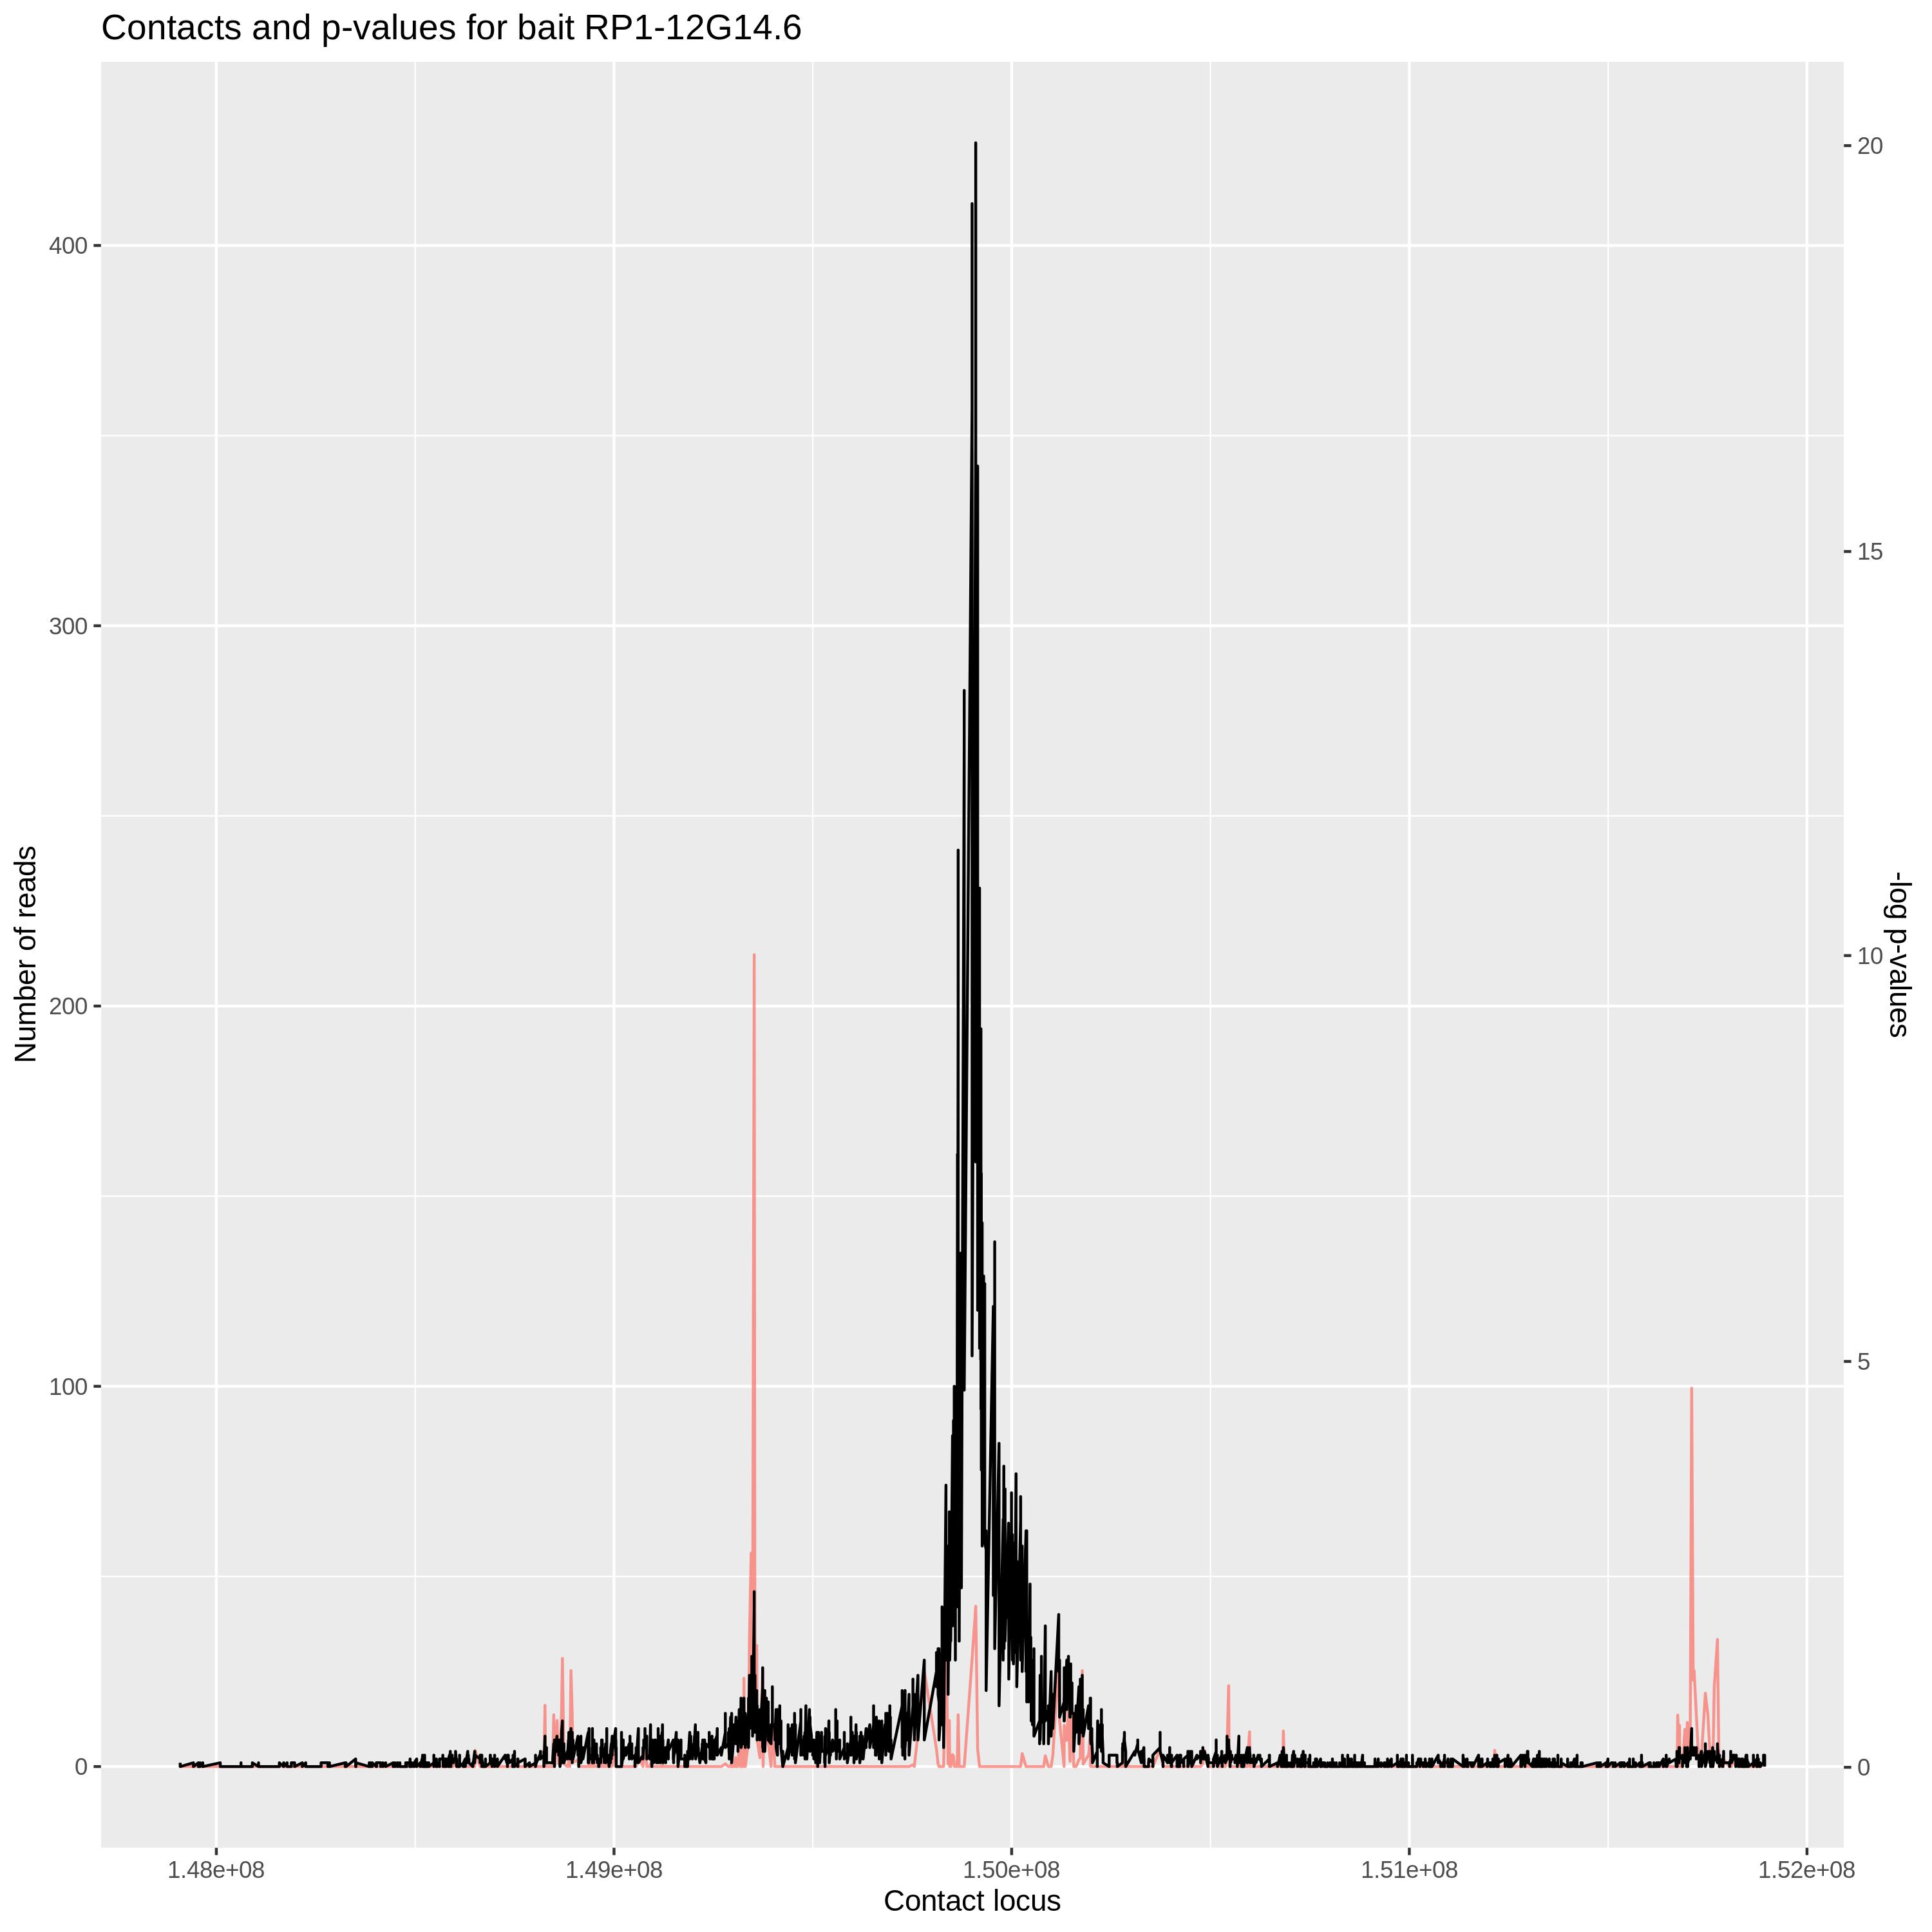 Contacts and p-values for bait RP1-12G14.6
400
300
200
100
0
Number of reads
20
15
10
5
0
-log p-values
1.48e+08
1.49e+08
1.50e+08
1.51e+08
1.52e+08
Contact locus